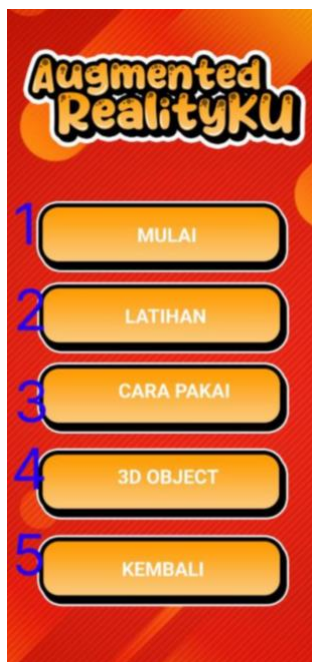 Augmented
RealityKU
1 MULAI
2 LATIHAN
3 CARA PAKAI
4 3D OBJECT
5 KEMBALI